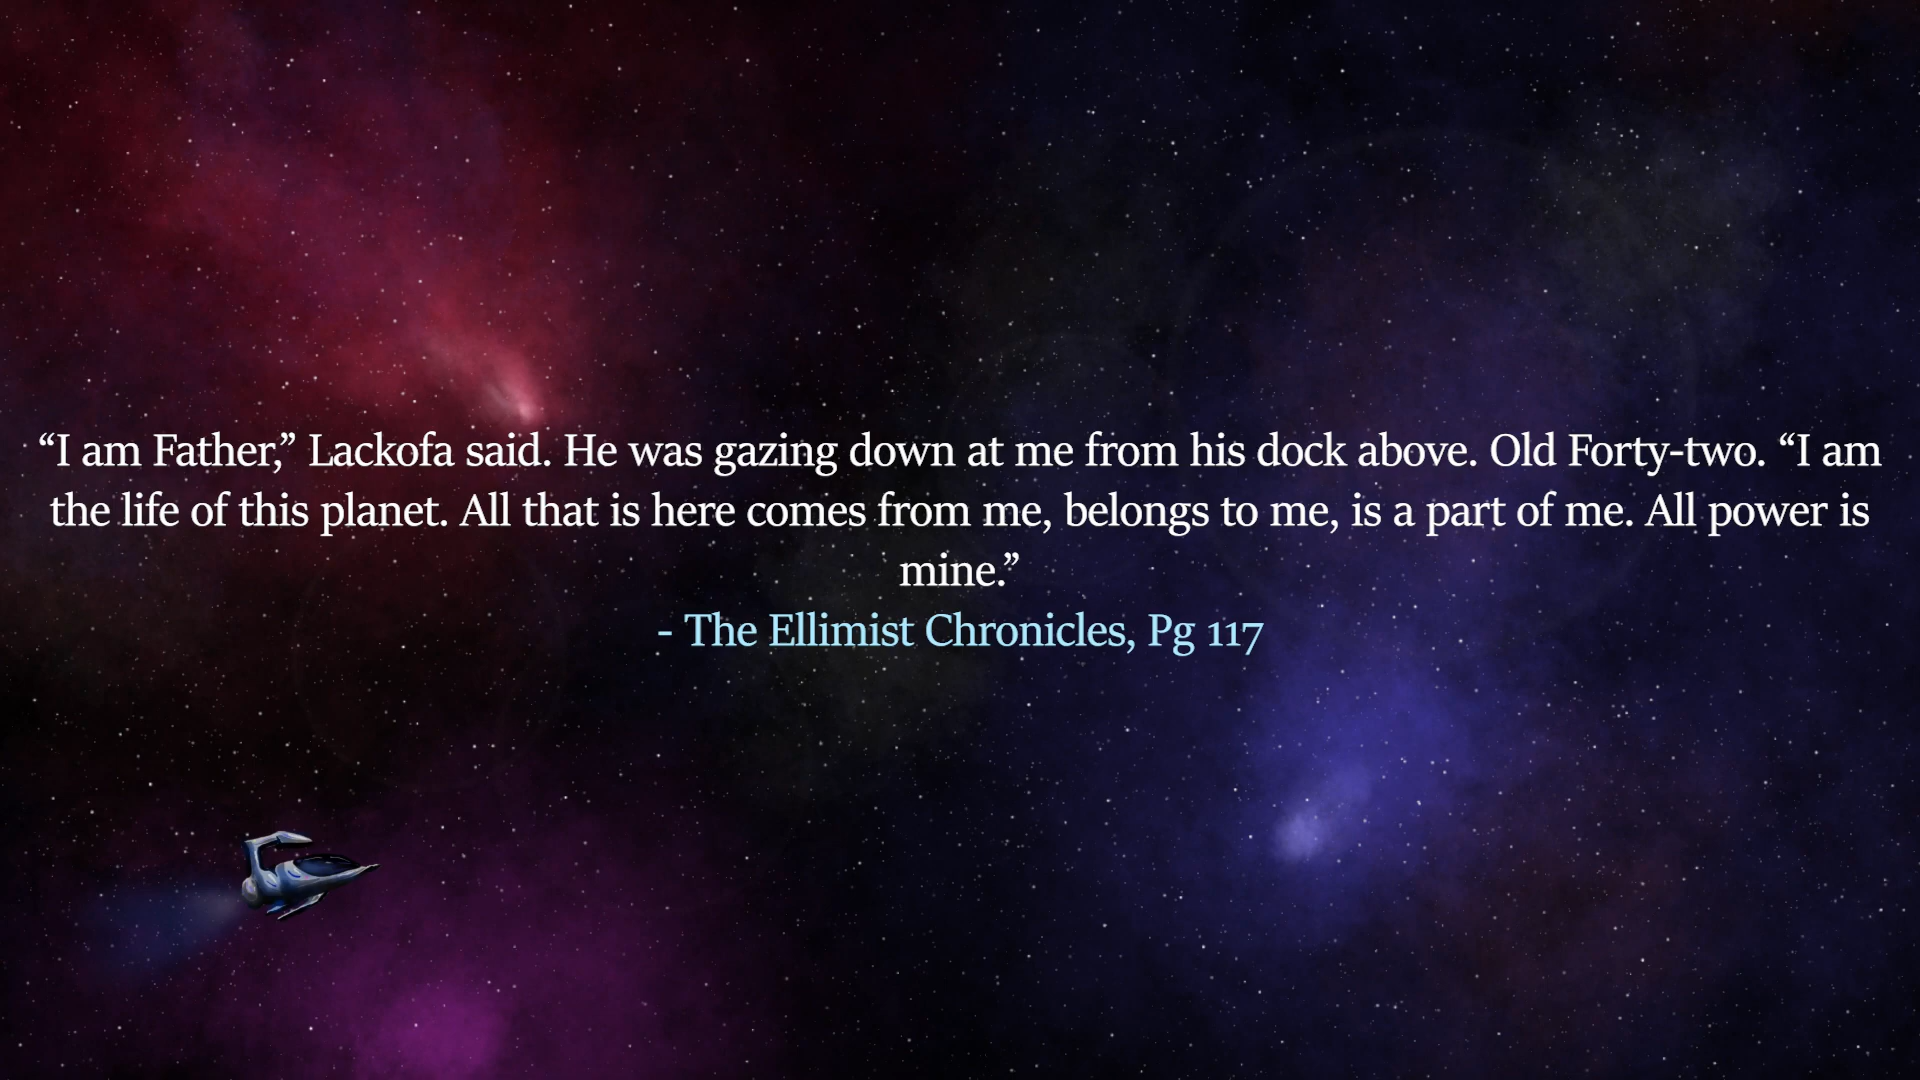 “I am Father,” Lackofa said. He was gazing down at me from his dock above. Old Forty-two. “I am
the life of this planet. All that is here comes from me, belongs to me, is a part of me. All power is
mine.”
- The Ellimist Chronicles, Pg 117